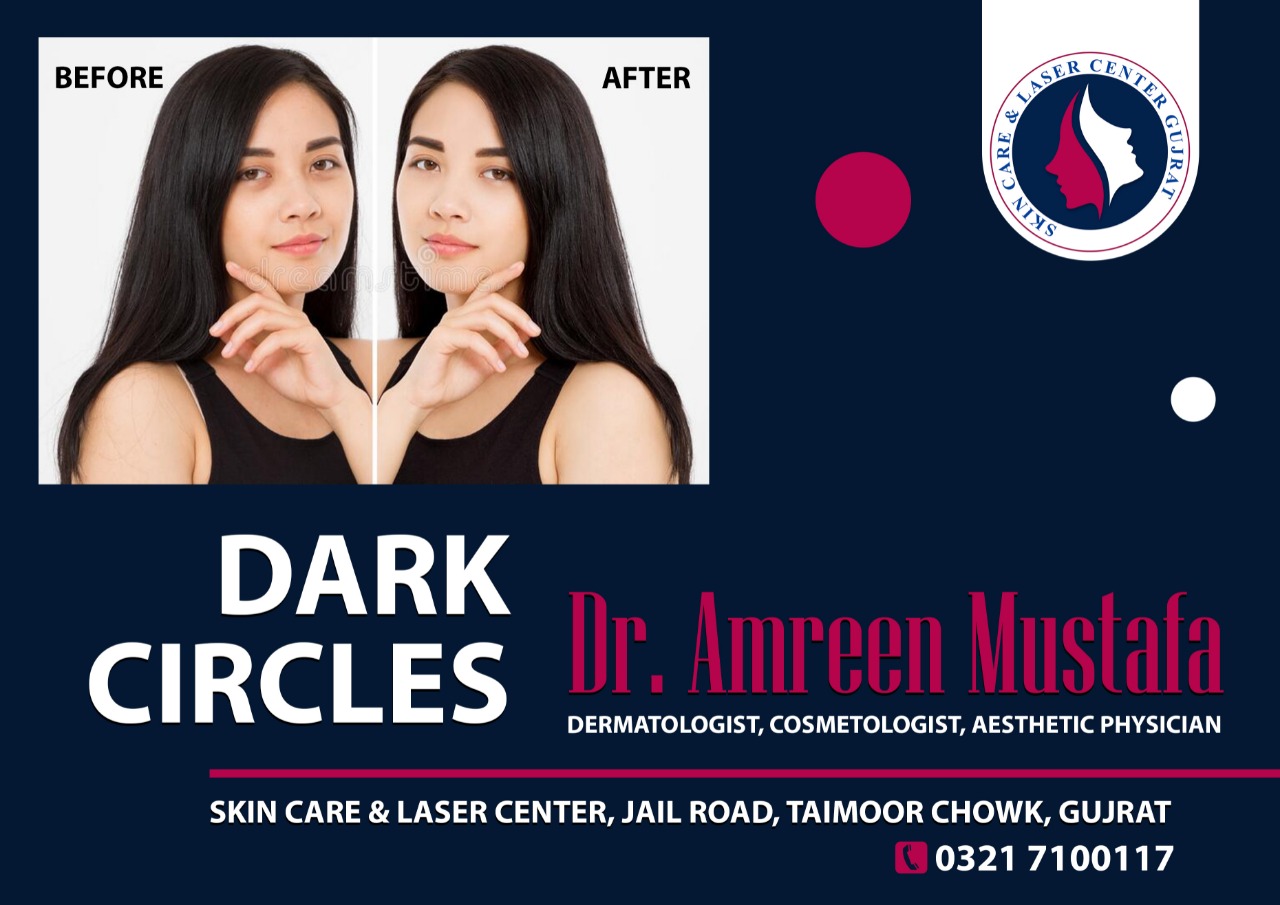 BEFORE
AFTER
SKIN CARE & LASER CENTER GUJRAT
dreamstime
DARK
CIRCLES
Dr. Amreen Mustafa
DERMATOLOGIST, COSMETOLOGIST, AESTHETIC PHYSICIAN
SKIN CARE & LASER CENTER, JAIL ROAD, TAIMOOR CHOWK, GUJRAT
0321 7100117